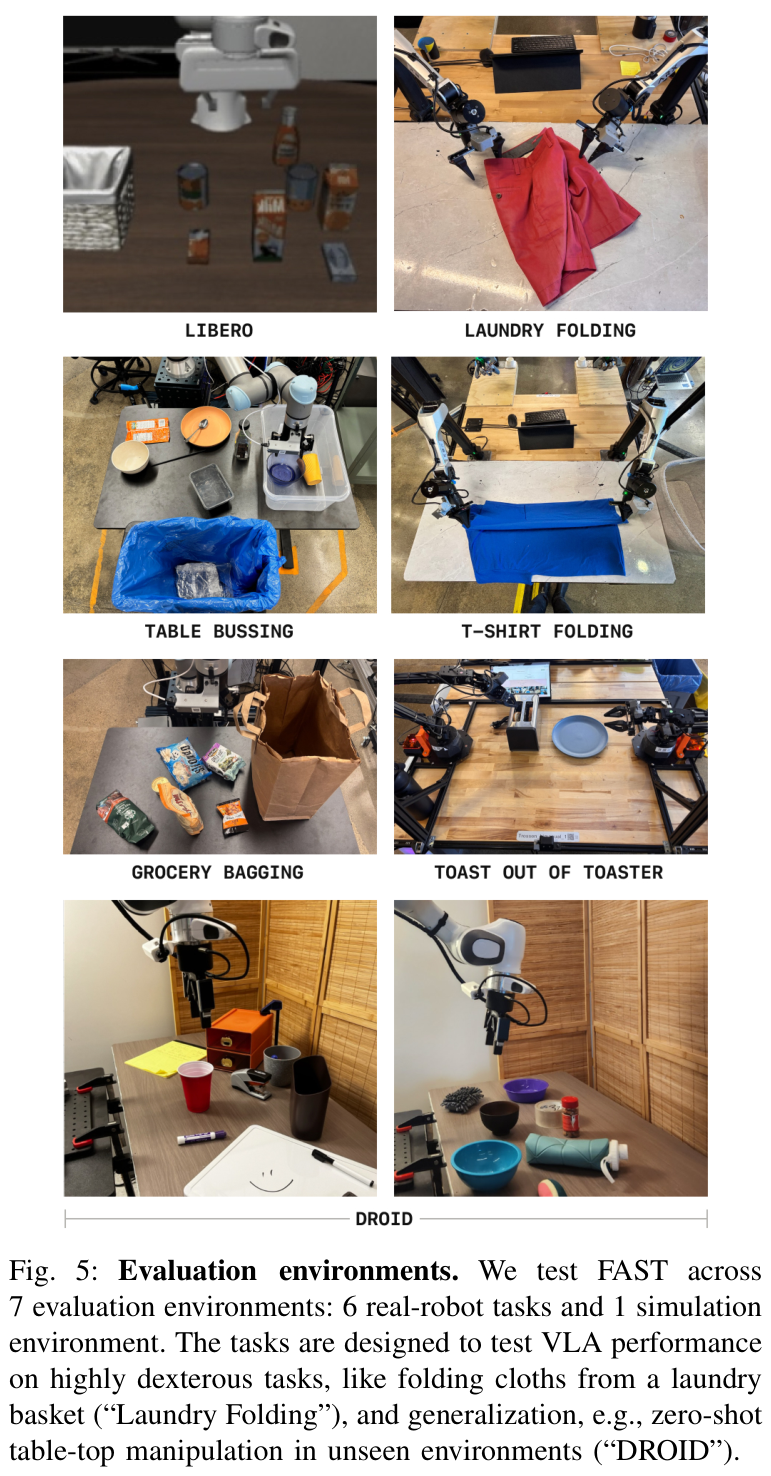 LIBERO
LAUNDRY FOLDING
TABLE BUSSING
T-SHIRT FOLDING
GROCERY BAGGING
TOAST OUT OF TOASTER
DROID
Fig. 5: Evaluation environments. We test FAST across
7 evaluation environments: 6 real-robot tasks and 1 simulation
environment. The tasks are designed to test VLA performance
on highly dexterous tasks, like folding cloths from a laundry
basket (“Laundry Folding”), and generalization, e.g., zero-shot
table-top manipulation in unseen environments (“DROID”).